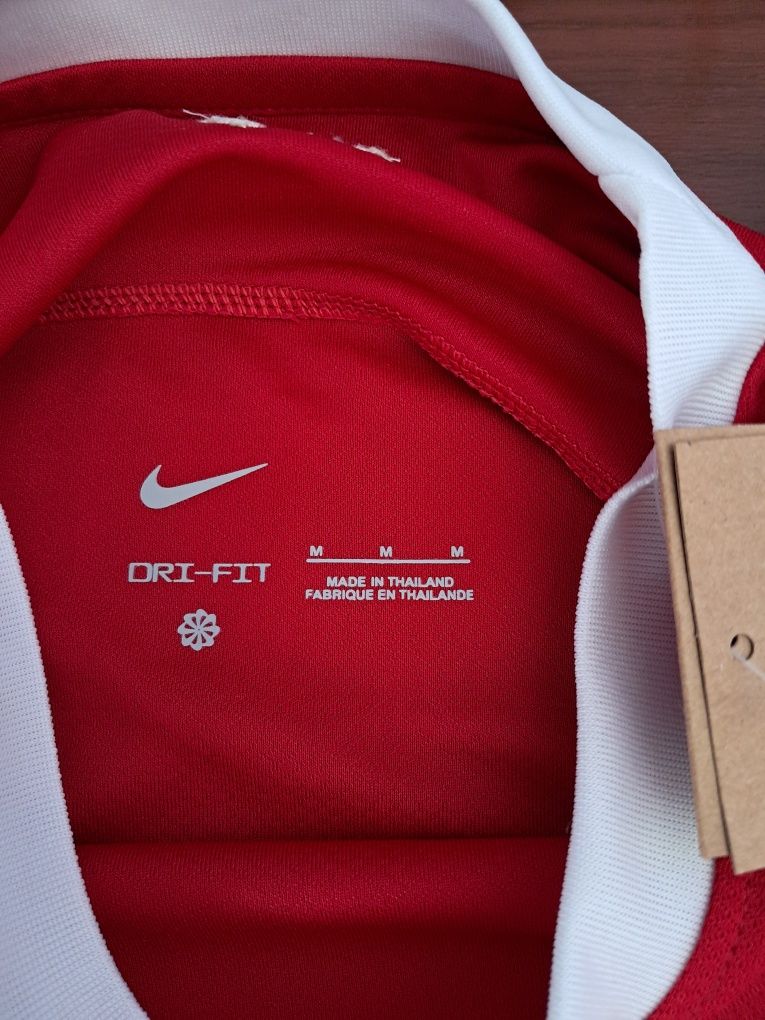 DRI-FIT
M M M
MADE IN THAILAND
FABRIQUE EN THAILANDE